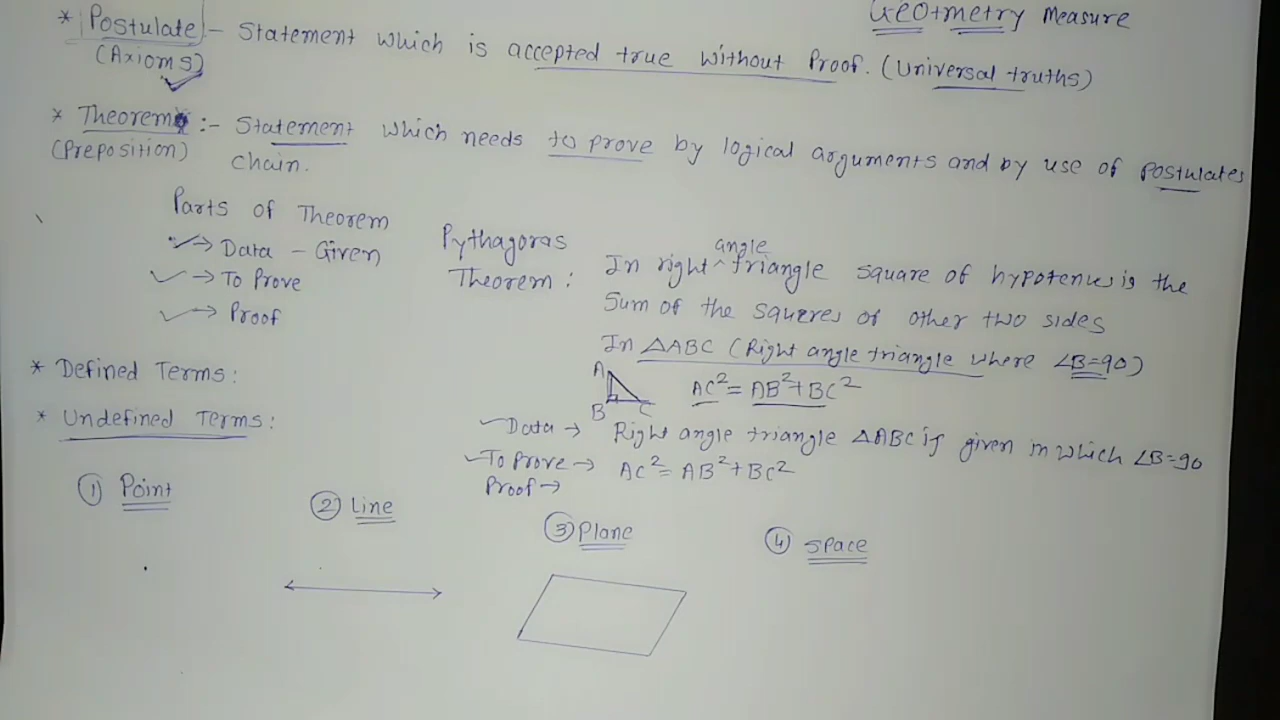 GEO+metry Measure
* Postulate :- Statement which is accepted true without Proof. (Universal truths)
(Axioms)
* Theorem :- Statement which needs to prove by logical arguments and by use of Postulates
(Preposition) chain.
Parts of Theorem
→ Data - Given
→ To Prove
→ Proof
Pythagoras
Theorem :
angle
In right ^ triangle square of hypotenus is the
Sum of the squares of other two sides
In △ABC (Right angle triangle where ∠B=90)
A
B C
AC²= AB²+BC²
Data → Right angle triangle △ABC is given in which ∠B=90
To Prove → AC²= AB²+BC²
Proof →
* Defined Terms:
* Undefined Terms:
① Point
② Line
③ Plane
④ Space